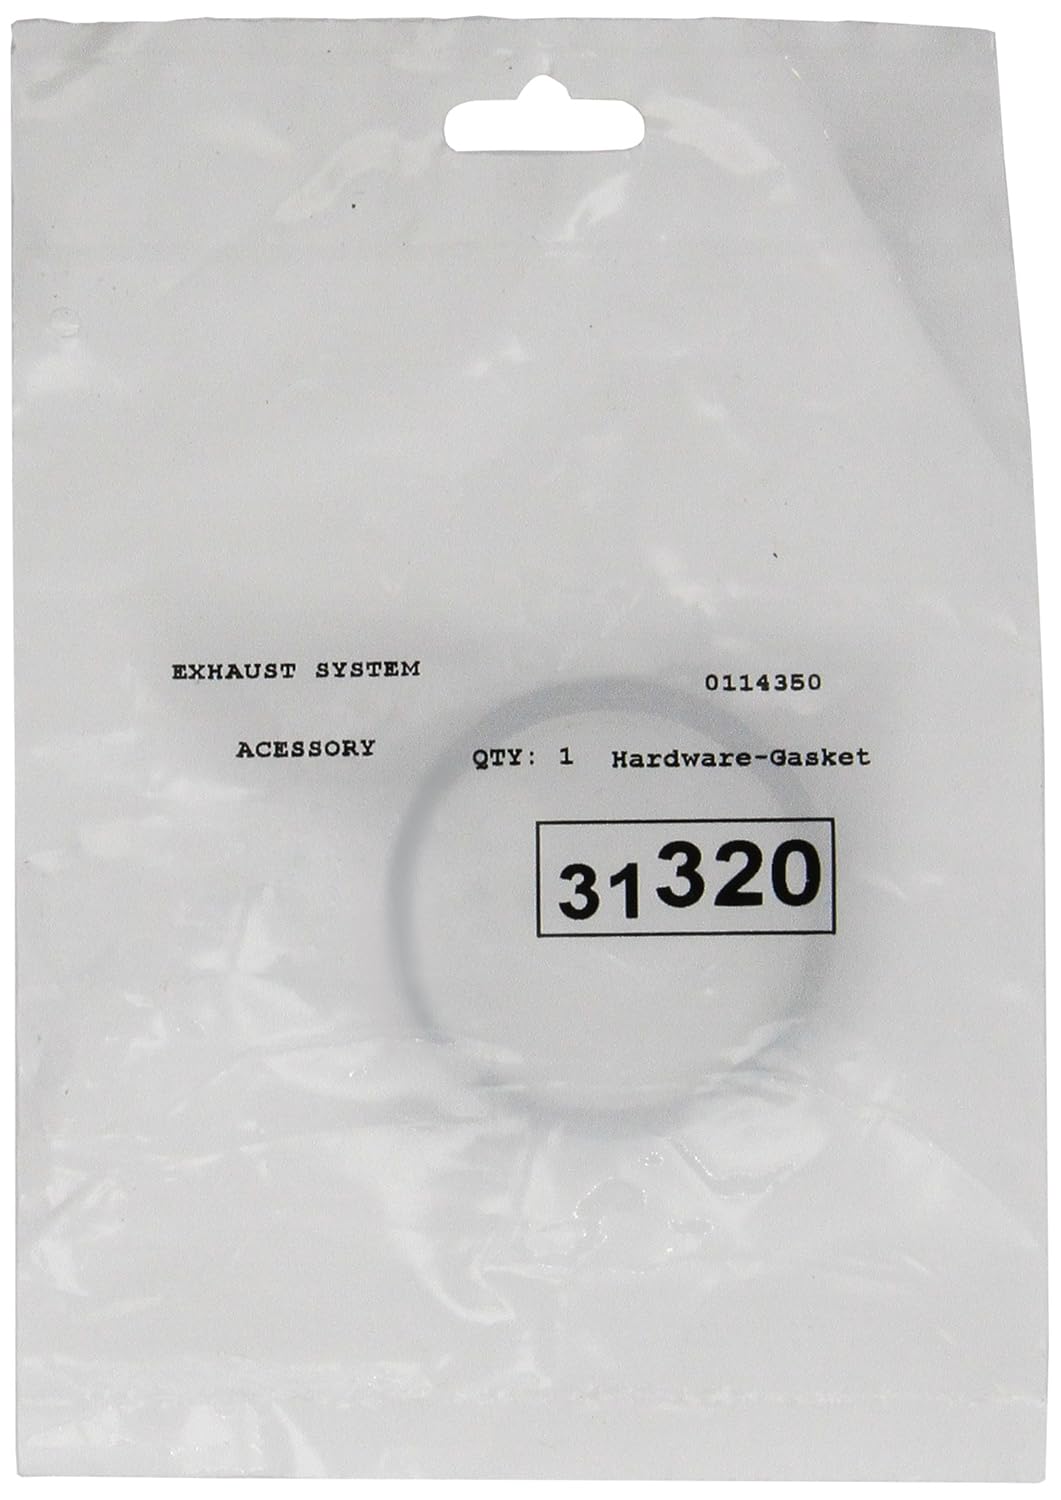 EXHAUST SYSTEM
0114350
ACESSORY
QTY: 1 Hardware-Gasket
31320